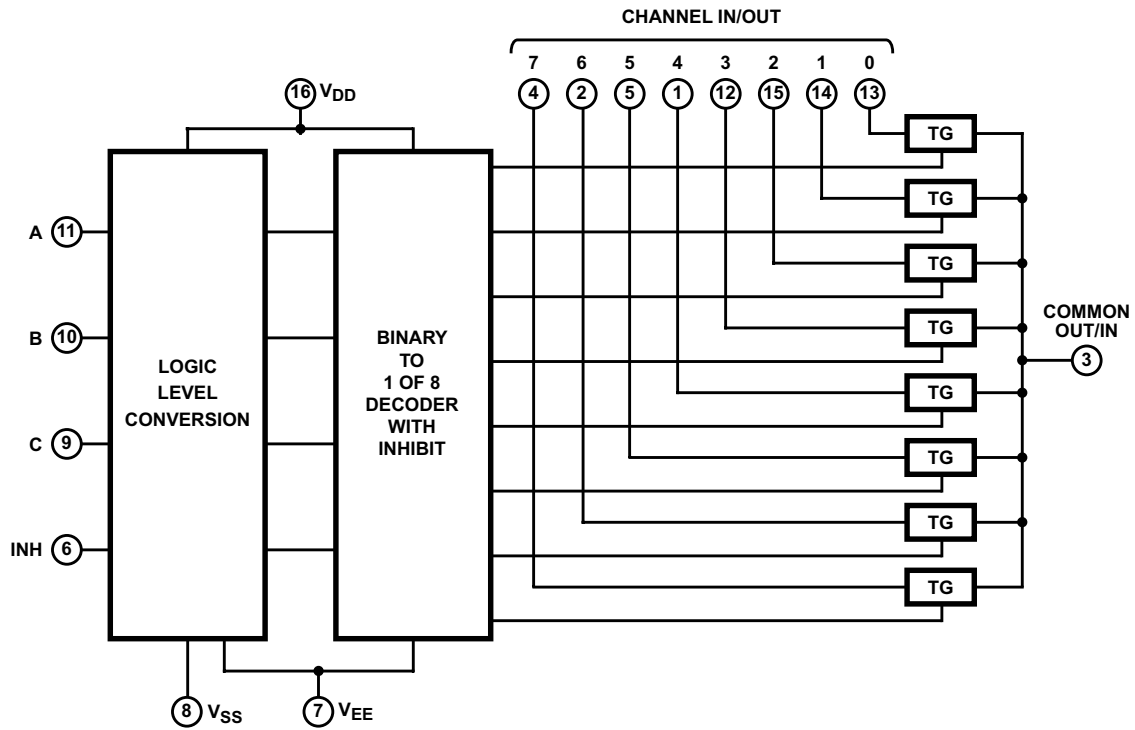 CHANNEL IN/OUT
7 6 5 4 3 2 1 0
4 2 5 1 12 15 14 13
16 VDD
TG
TG
TG
TG
TG
TG
TG
TG
A 11
B 10
C 9
INH 6
LOGIC
LEVEL
CONVERSION
BINARY
TO
1 OF 8
DECODER
WITH
INHIBIT
COMMON
OUT/IN
3
8 VSS
7 VEE